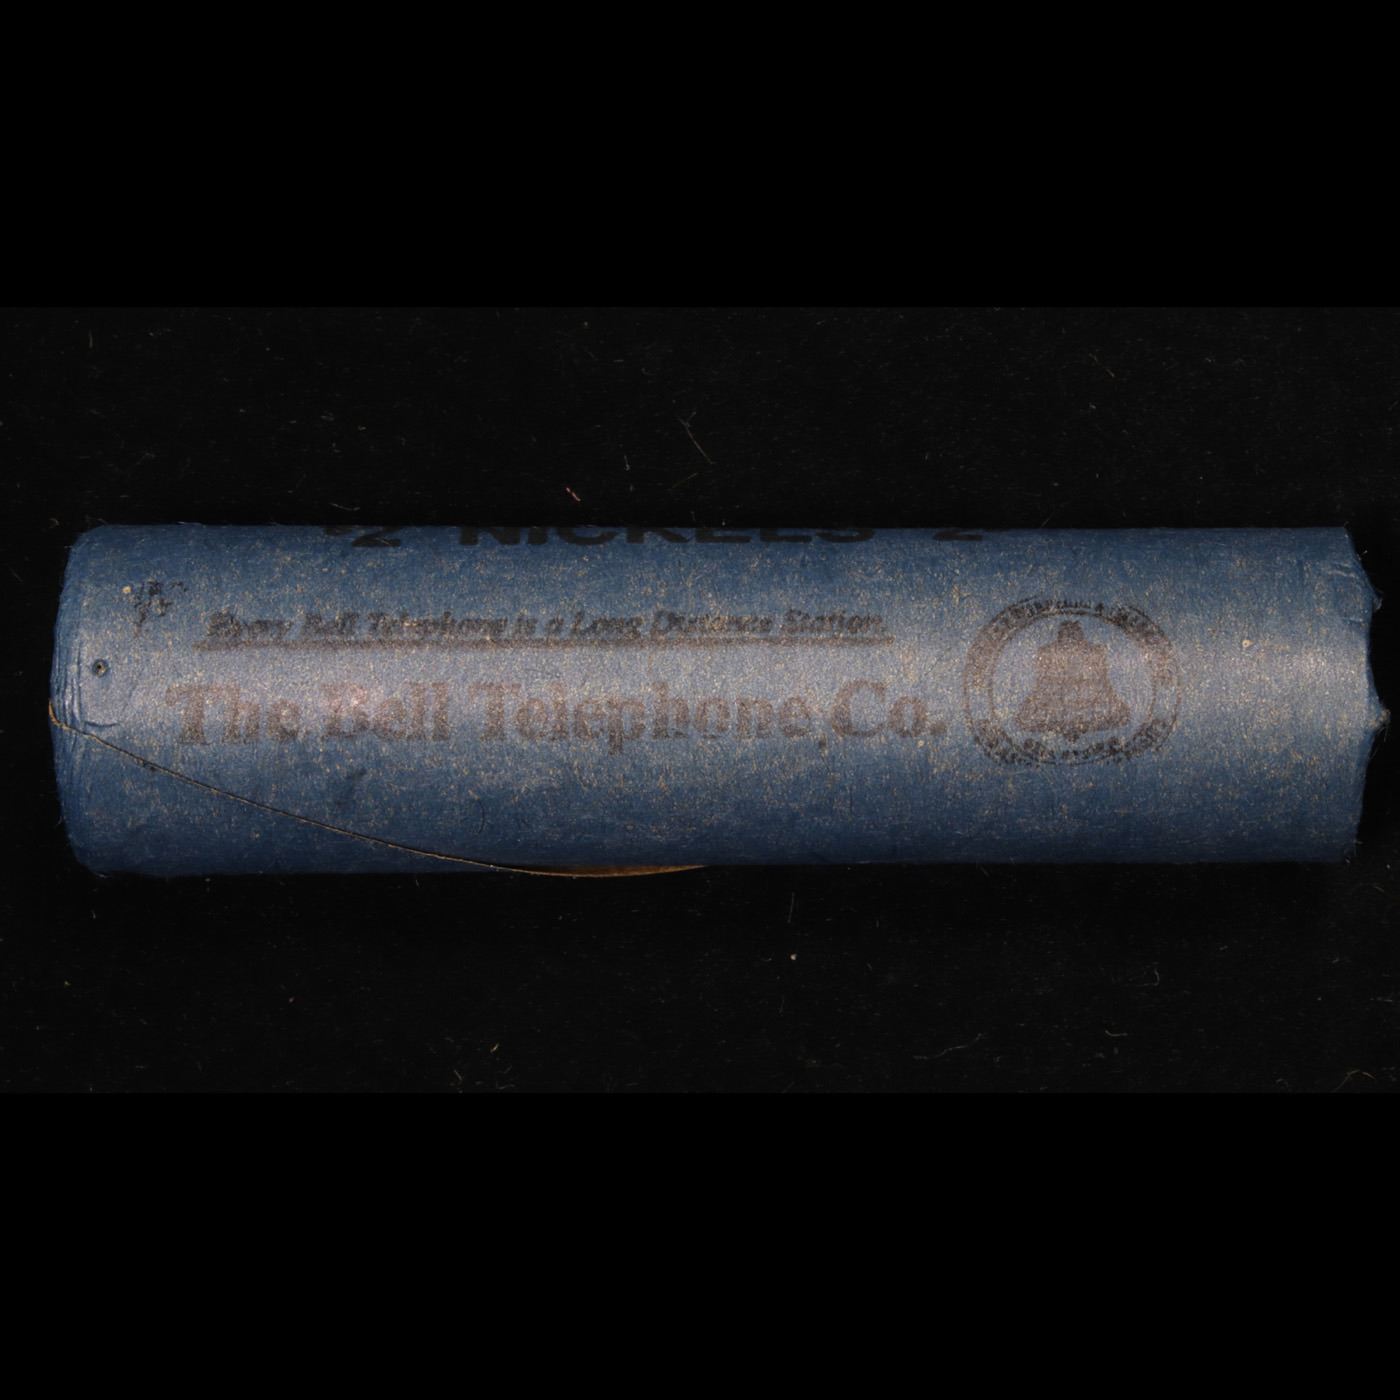 $2 NICKELS 2
Every Bell Telephone is a Long Distance Station
The Bell Telephone Co.